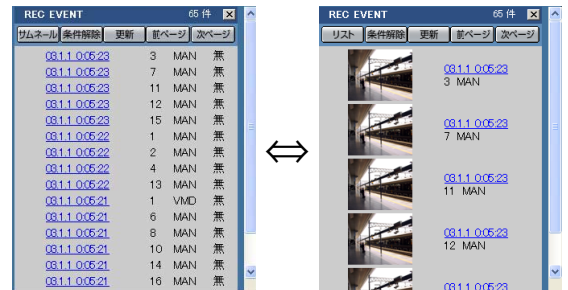 REC EVENT 65 件
サムネール 条件解除 更新 前ページ 次ページ
08.1.1 0:05:23 3 MAN 無
08.1.1 0:05:23 7 MAN 無
08.1.1 0:05:23 11 MAN 無
08.1.1 0:05:23 12 MAN 無
08.1.1 0:05:23 15 MAN 無
08.1.1 0:05:22 1 MAN 無
08.1.1 0:05:22 2 MAN 無
08.1.1 0:05:22 4 MAN 無
08.1.1 0:05:22 13 MAN 無
08.1.1 0:05:21 1 VMD 無
08.1.1 0:05:21 6 MAN 無
08.1.1 0:05:21 8 MAN 無
08.1.1 0:05:21 10 MAN 無
08.1.1 0:05:21 14 MAN 無
08.1.1 0:05:21 16 MAN 無
REC EVENT 65 件
リスト 条件解除 更新 前ページ 次ページ
08.1.1 0:05:23
3 MAN
08.1.1 0:05:23
7 MAN
08.1.1 0:05:23
11 MAN
08.1.1 0:05:23
12 MAN
08.1.1 0:05:23